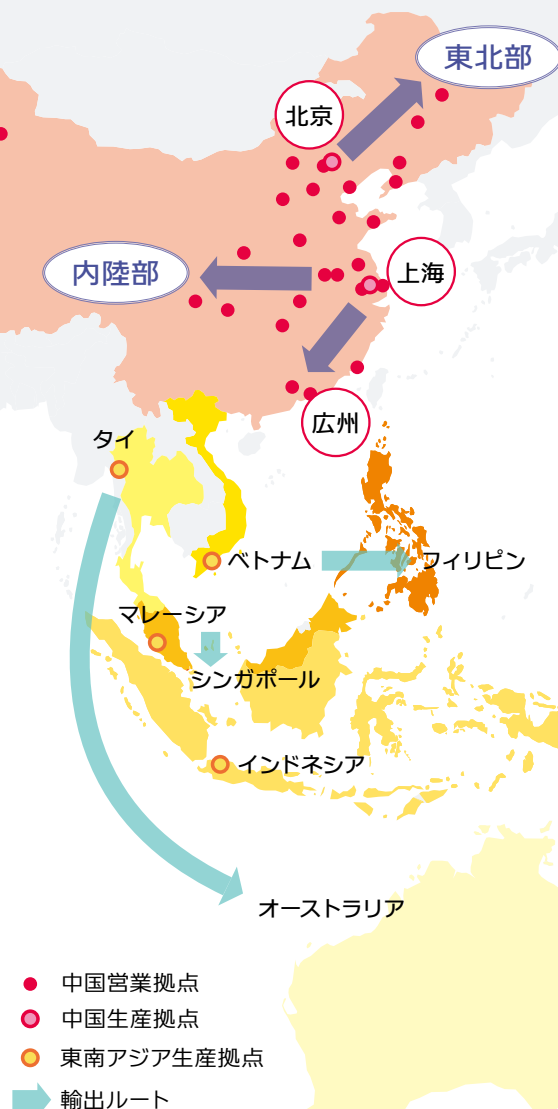 東北部
北京
内陸部
上海
広州
タイ
ベトナム
フィリピン
マレーシア
シンガポール
インドネシア
オーストラリア
中国営業拠点
中国生産拠点
東南アジア生産拠点
輸出ルート